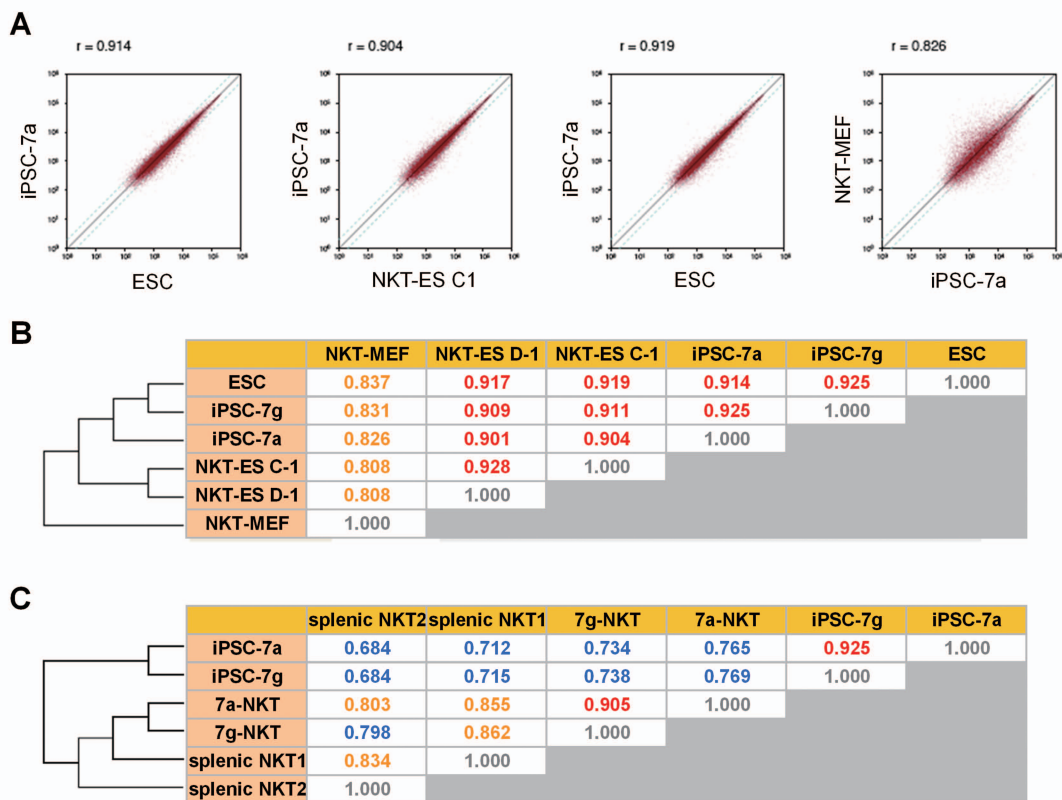 A
r = 0.914
r = 0.904
r = 0.919
r = 0.826
iPSC-7a
ESC
iPSC-7a
NKT-ES C1
iPSC-7a
ESC
NKT-MEF
iPSC-7a
B
NKT-MEF NKT-ES D-1 NKT-ES C-1 iPSC-7a iPSC-7g ESC
ESC 0.837 0.917 0.919 0.914 0.925 1.000
iPSC-7g 0.831 0.909 0.911 0.925 1.000
iPSC-7a 0.826 0.901 0.904 1.000
NKT-ES C-1 0.808 0.928 1.000
NKT-ES D-1 0.808 1.000
NKT-MEF 1.000
C
splenic NKT2 splenic NKT1 7g-NKT 7a-NKT iPSC-7g iPSC-7a
iPSC-7a 0.684 0.712 0.734 0.765 0.925 1.000
iPSC-7g 0.684 0.715 0.738 0.769 1.000
7a-NKT 0.803 0.855 0.905 1.000
7g-NKT 0.798 0.862 1.000
splenic NKT1 0.834 1.000
splenic NKT2 1.000